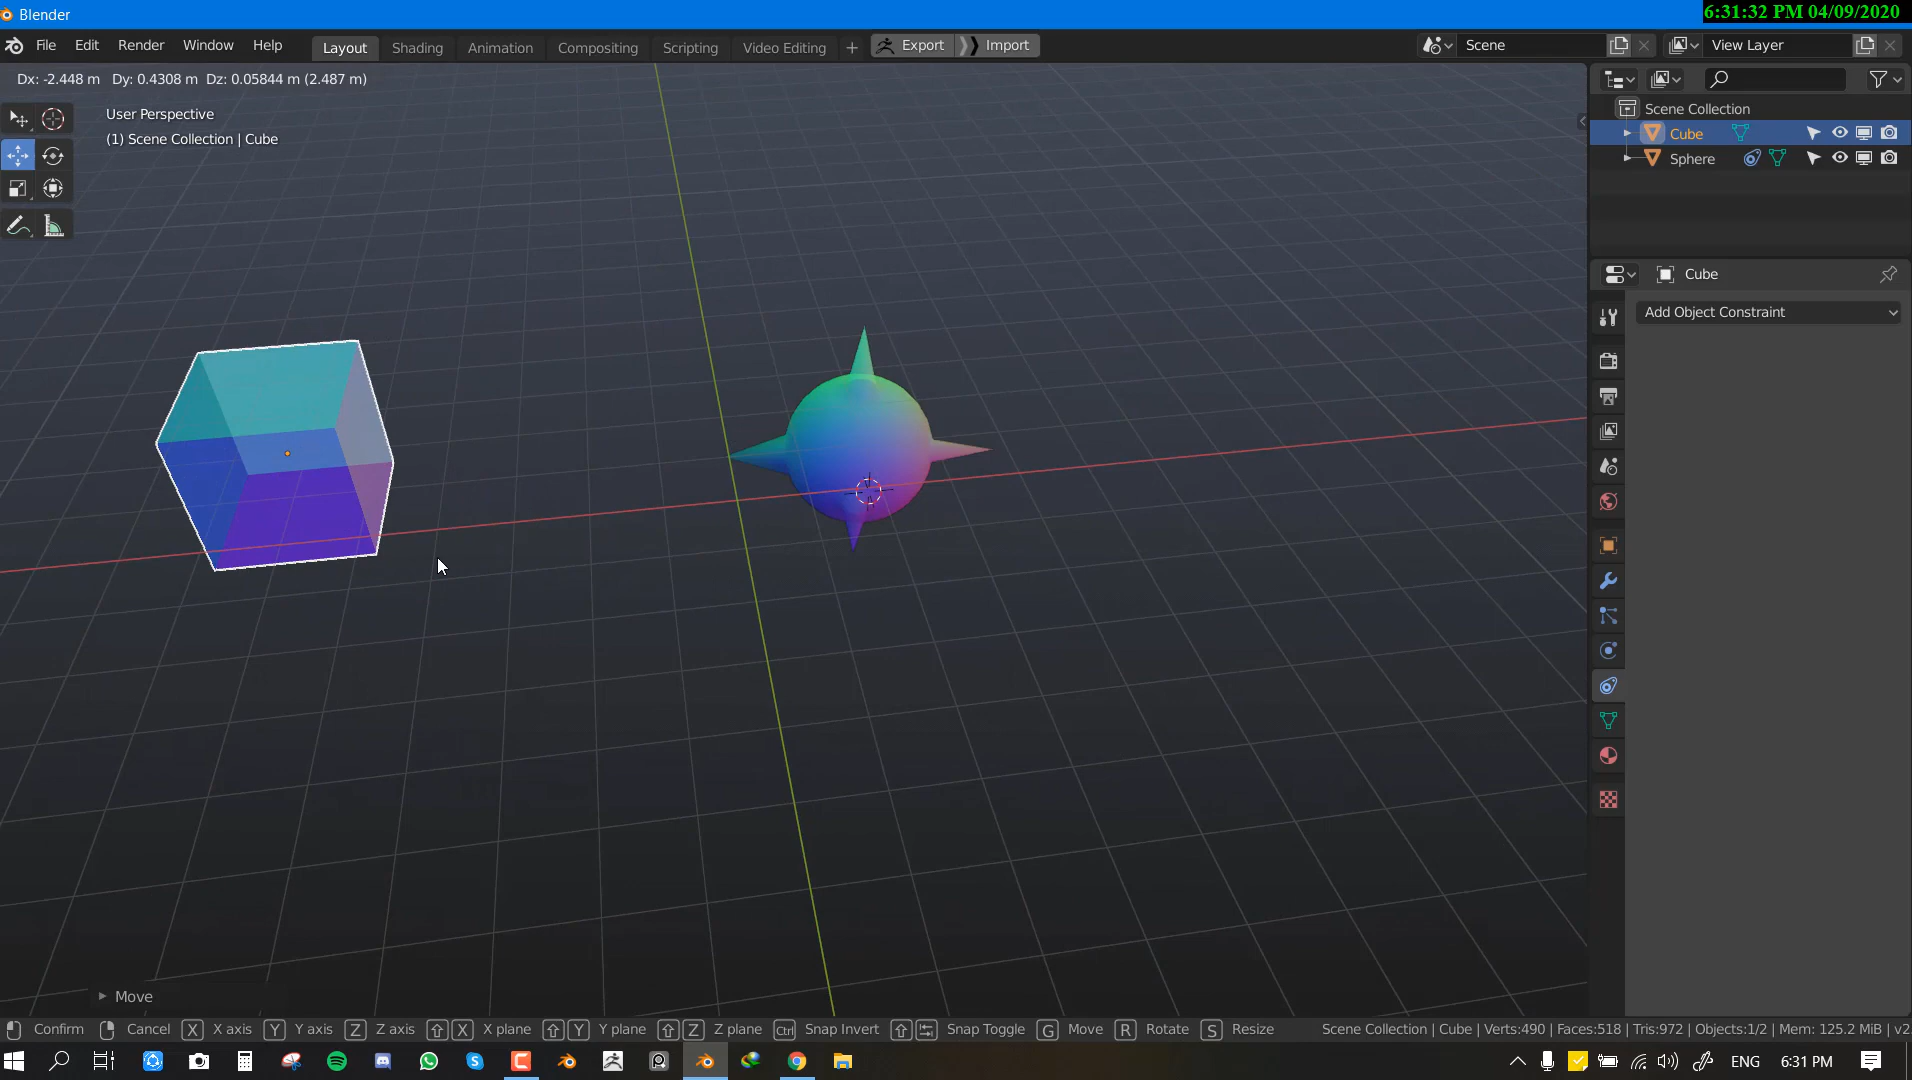 Blender
6:31:32 PM 04/09/2020
File Edit Render Window Help Layout Shading Animation Compositing Scripting Video Editing + Export Import Scene View Layer
Dx: -2.448 m Dy: 0.4308 m Dz: 0.05844 m (2.487 m)
User Perspective
(1) Scene Collection | Cube
Scene Collection
Cube
Sphere
Cube
Add Object Constraint
Move
Confirm Cancel X X axis Y Y axis Z Z axis X X plane Y Y plane Z Z plane Ctrl Snap Invert Snap Toggle G Move R Rotate S Resize Scene Collection | Cube | Verts:490 | Faces:518 | Tris:972 | Objects:1/2 | Mem: 125.2 MiB | v2.
ENG 6:31 PM